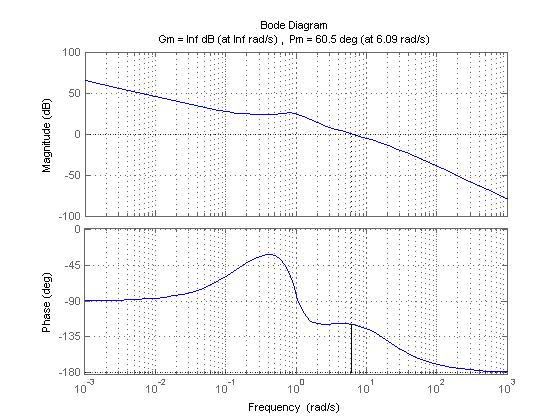 Bode Diagram
Gm = Inf dB (at Inf rad/s) , Pm = 60.5 deg (at 6.09 rad/s)
100
50
0
-50
-100
Magnitude (dB)
0
-45
-90
-135
-180
Phase (deg)
10^-3 10^-2 10^-1 10^0 10^1 10^2 10^3
Frequency (rad/s)